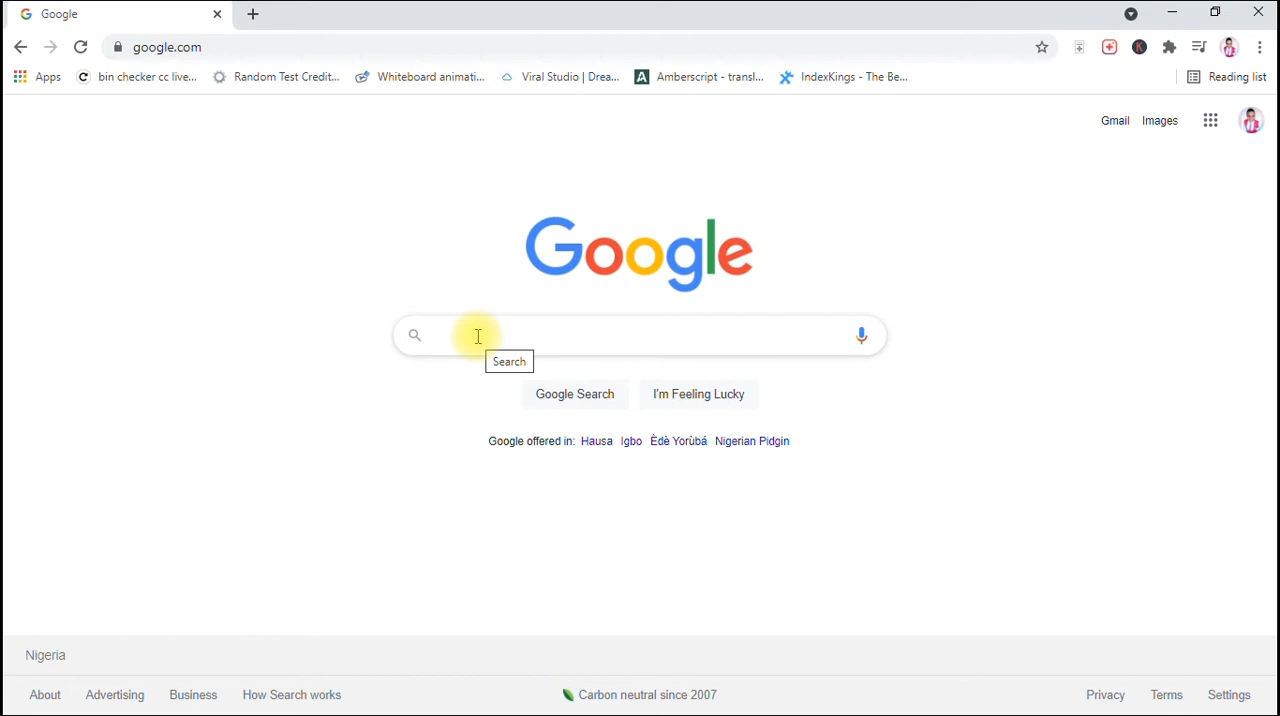 Google
google.com
Apps bin checker cc live... Random Test Credit... Whiteboard animati... Viral Studio | Drea... A Amberscript - transl... IndexKings - The Be... Reading list
Gmail Images
Google
Search
Google Search I'm Feeling Lucky
Google offered in: Hausa Igbo Èdè Yorùbá Nigerian Pidgin
Nigeria
About Advertising Business How Search works Carbon neutral since 2007 Privacy Terms Settings